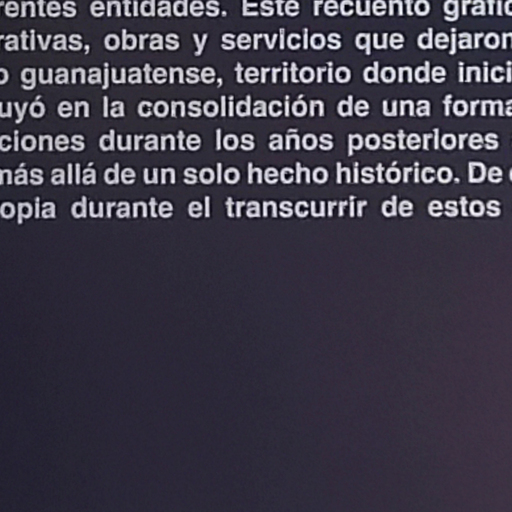 rentes entidades. Este recuento gráfic
rativas, obras y servicios que dejaron
o guanajuatense, territorio donde inici
uyó en la consolidación de una forma
ciones durante los años posteriores
más allá de un solo hecho histórico. De
opia durante el transcurrir de estos